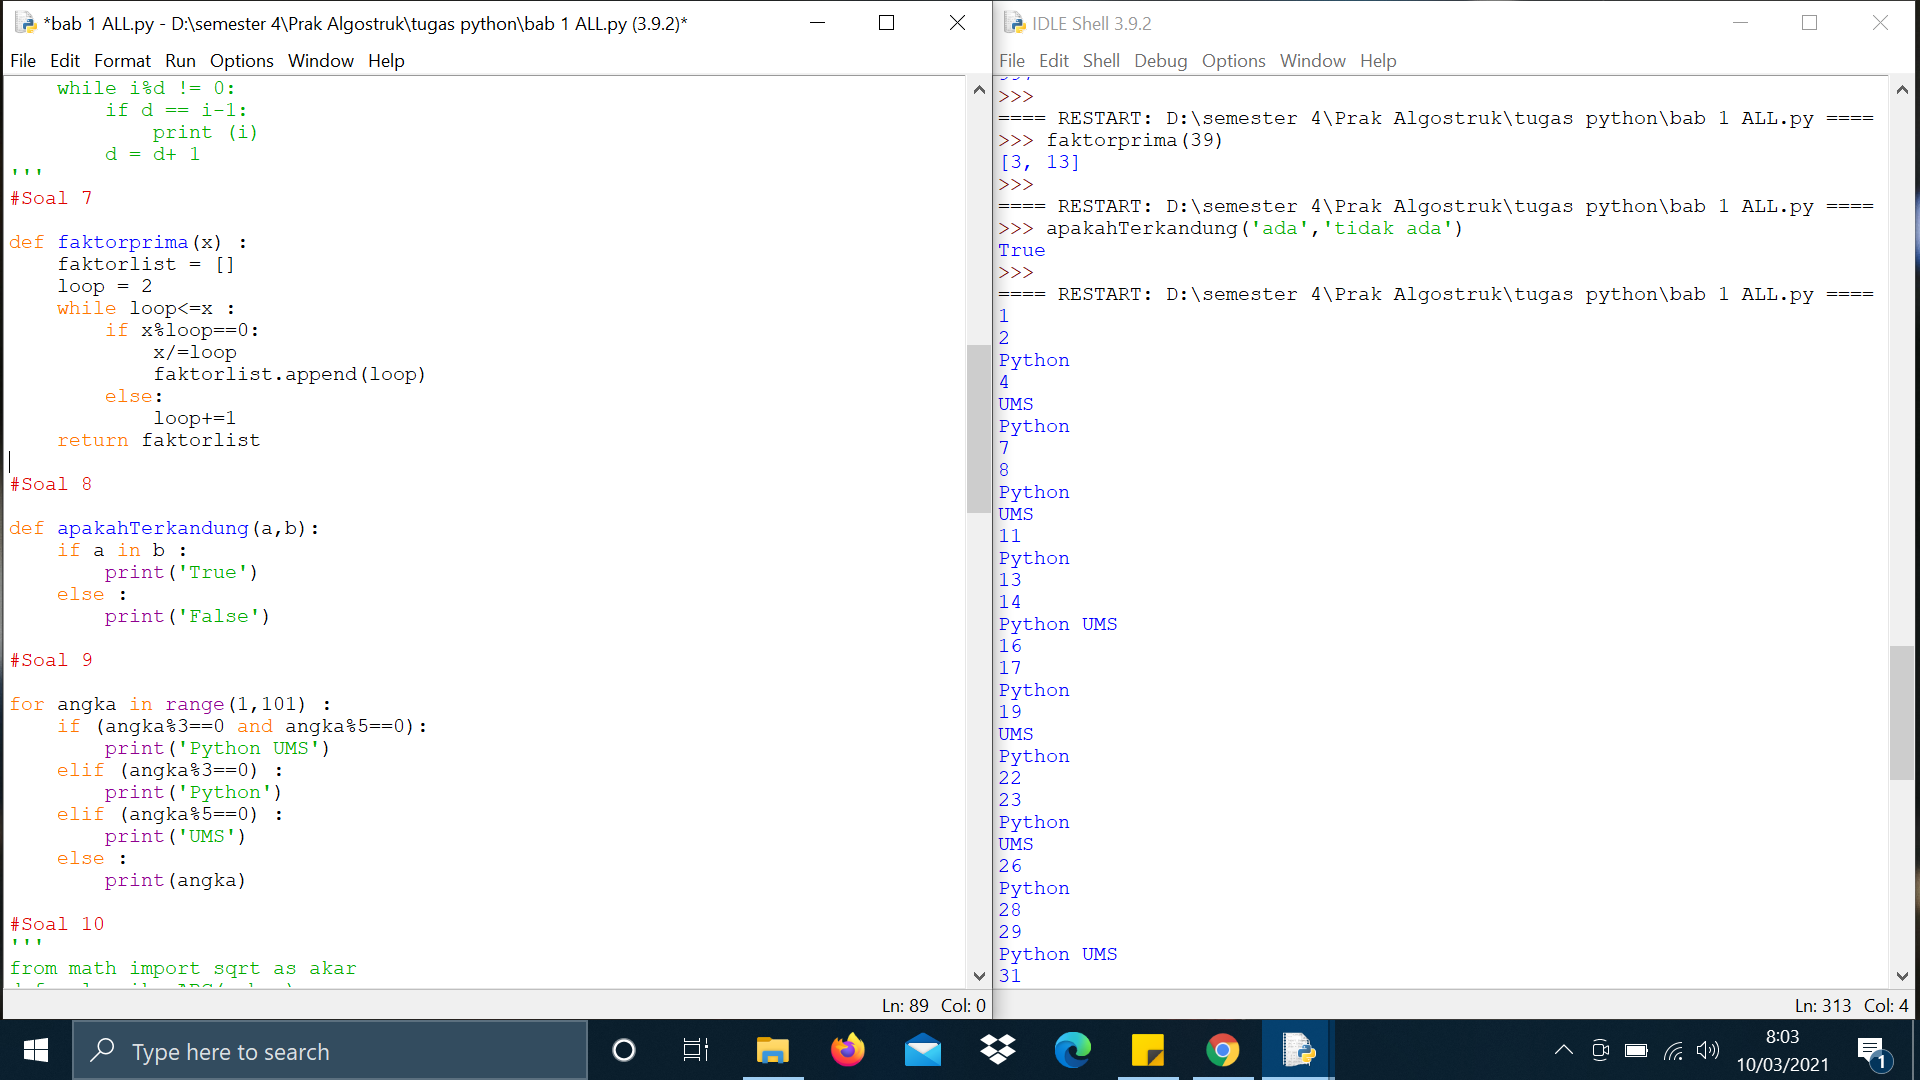 *bab 1 ALL.py - D:\semester 4\Prak Algostruk\tugas python\bab 1 ALL.py (3.9.2)*
File Edit Format Run Options Window Help
    while i%d != 0:
        if d == i-1:
            print (i)
        d = d+ 1
'''
#Soal 7
def faktorprima(x) :
    faktorlist = []
    loop = 2
    while loop<=x :
        if x%loop==0:
            x/=loop
            faktorlist.append(loop)
        else:
            loop+=1
    return faktorlist
#Soal 8
def apakahTerkandung(a,b):
    if a in b :
        print('True')
    else :
        print('False')
#Soal 9
for angka in range(1,101) :
    if (angka%3==0 and angka%5==0):
        print('Python UMS')
    elif (angka%3==0) :
        print('Python')
    elif (angka%5==0) :
        print('UMS')
    else :
        print(angka)
#Soal 10
'''
from math import sqrt as akar
Ln: 89 Col: 0
IDLE Shell 3.9.2
File Edit Shell Debug Options Window Help
>>>
==== RESTART: D:\semester 4\Prak Algostruk\tugas python\bab 1 ALL.py ====
>>> faktorprima(39)
[3, 13]
>>>
==== RESTART: D:\semester 4\Prak Algostruk\tugas python\bab 1 ALL.py ====
>>> apakahTerkandung('ada','tidak ada')
True
>>>
==== RESTART: D:\semester 4\Prak Algostruk\tugas python\bab 1 ALL.py ====
1
2
Python
4
UMS
Python
7
8
Python
UMS
11
Python
13
14
Python UMS
16
17
Python
19
UMS
Python
22
23
Python
UMS
26
Python
28
29
Python UMS
31
Ln: 313 Col: 4
Type here to search
8:03
10/03/2021
1